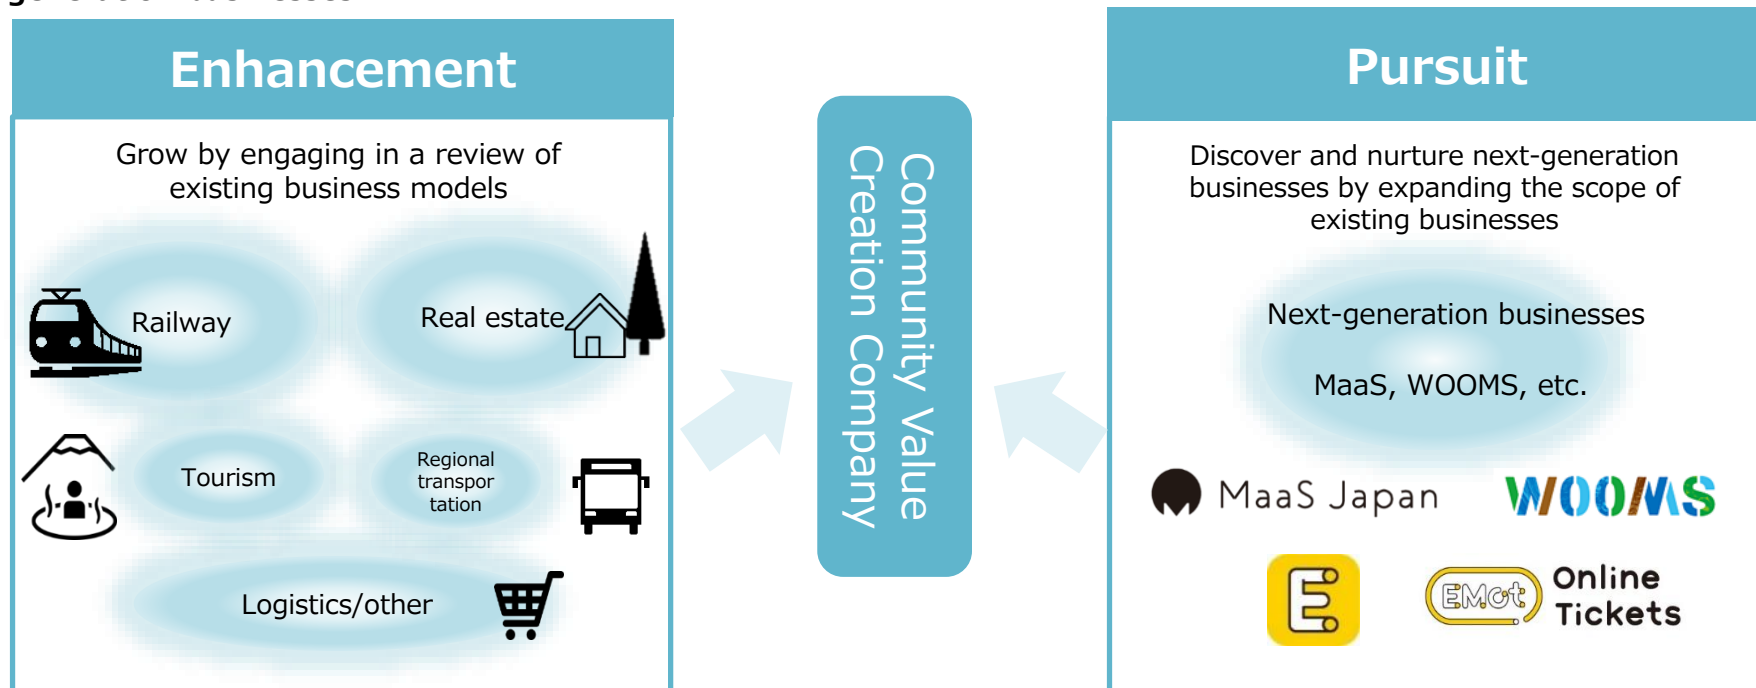 Enhancement
Grow by engaging in a review of
existing business models
Railway
Real estate
Tourism
Regional
transpor
tation
Logistics/other
Community Value
Creation Company
Pursuit
Discover and nurture next-generation
businesses by expanding the scope of
existing businesses
Next-generation businesses
MaaS, WOOMS, etc.
MaaS Japan
WOOMS
E
EMot
Online
Tickets